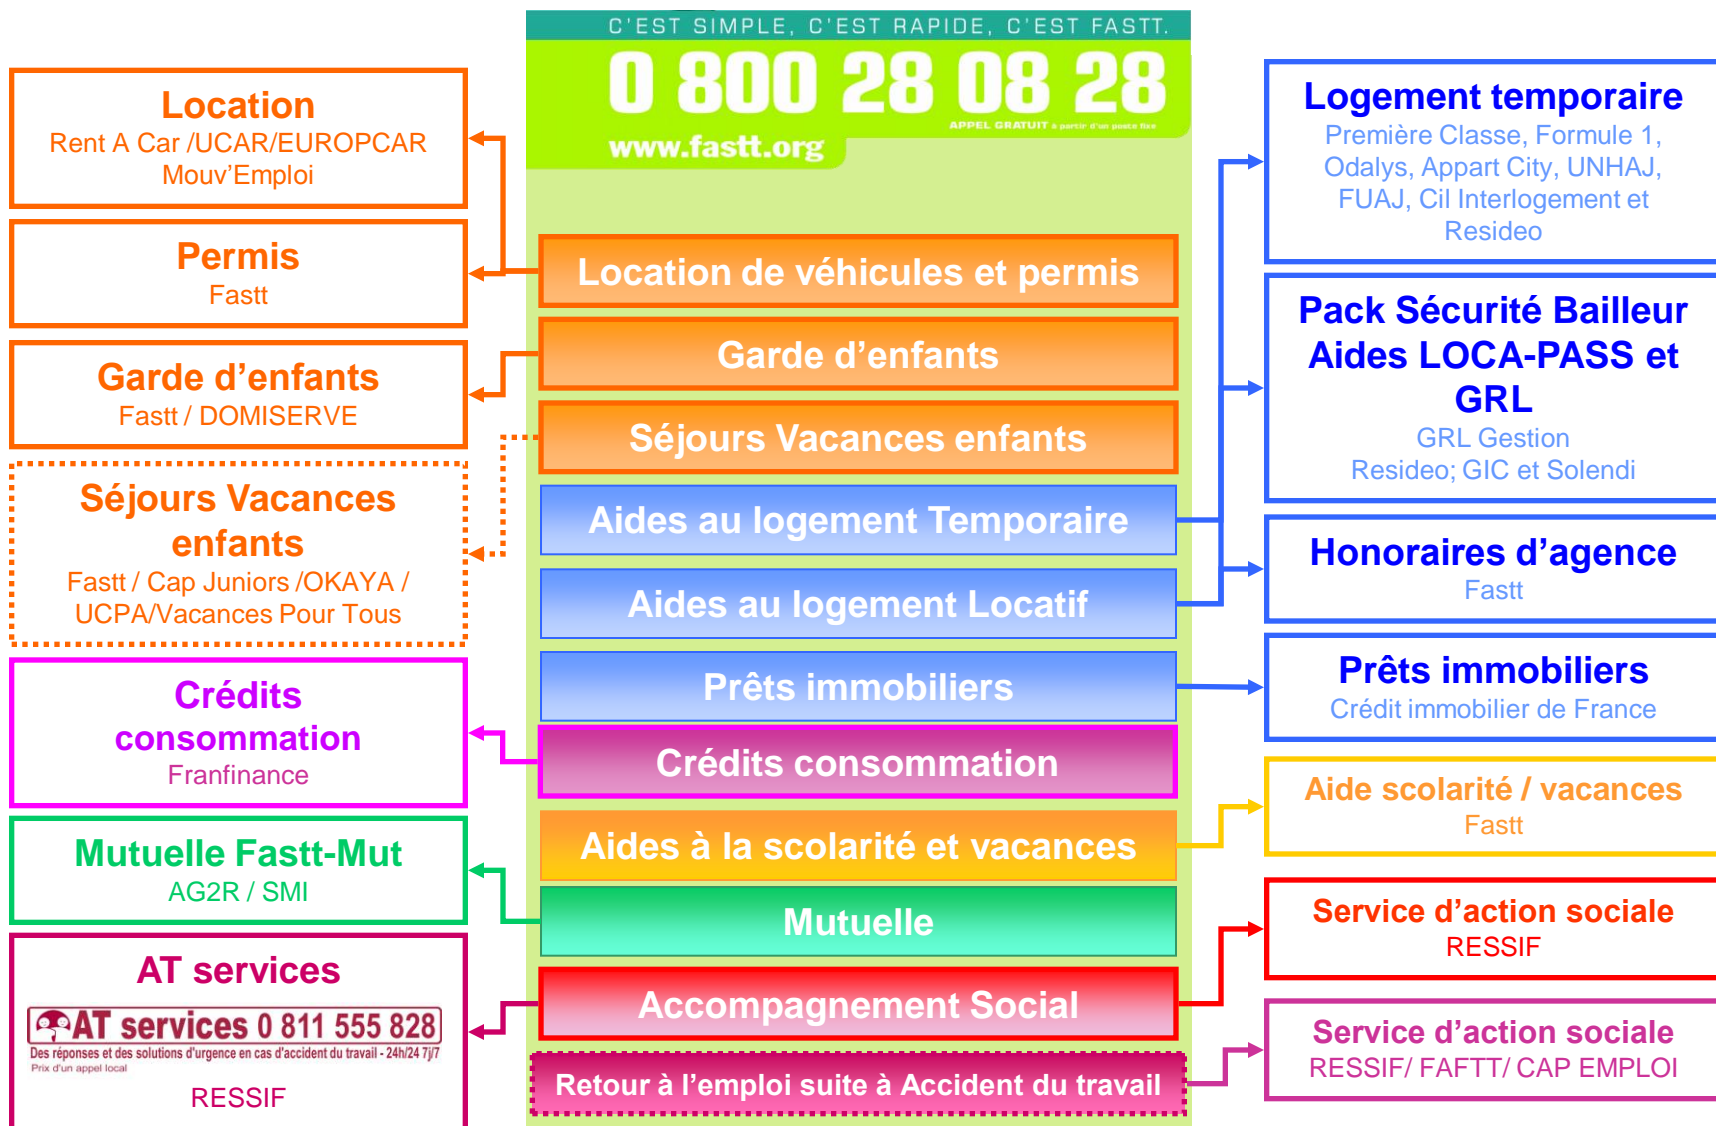 C'EST SIMPLE, C'EST RAPIDE, C'EST FASTT.
0 800 28 08 28
APPEL GRATUIT à partir d'un poste fixe
www.fastt.org
Location
Rent A Car /UCAR/EUROPCAR
Mouv’Emploi
Permis
Fastt
Garde d’enfants
Fastt / DOMISERVE
Séjours Vacances
enfants
Fastt / Cap Juniors /OKAYA /
UCPA/Vacances Pour Tous
Crédits
consommation
Franfinance
Mutuelle Fastt-Mut
AG2R / SMI
AT services
AT services 0 811 555 828
Des réponses et des solutions d'urgence en cas d'accident du travail - 24h/24 7j/7
Prix d'un appel local
RESSIF
Location de véhicules et permis
Garde d’enfants
Séjours Vacances enfants
Aides au logement Temporaire
Aides au logement Locatif
Prêts immobiliers
Crédits consommation
Aides à la scolarité et vacances
Mutuelle
Accompagnement Social
Retour à l’emploi suite à Accident du travail
Logement temporaire
Première Classe, Formule 1,
Odalys, Appart City, UNHAJ,
FUAJ, Cil Interlogement et
Resideo
Pack Sécurité Bailleur
Aides LOCA-PASS et
GRL
GRL Gestion
Resideo; GIC et Solendi
Honoraires d’agence
Fastt
Prêts immobiliers
Crédit immobilier de France
Aide scolarité / vacances
Fastt
Service d’action sociale
RESSIF
Service d’action sociale
RESSIF/ FAFTT/ CAP EMPLOI